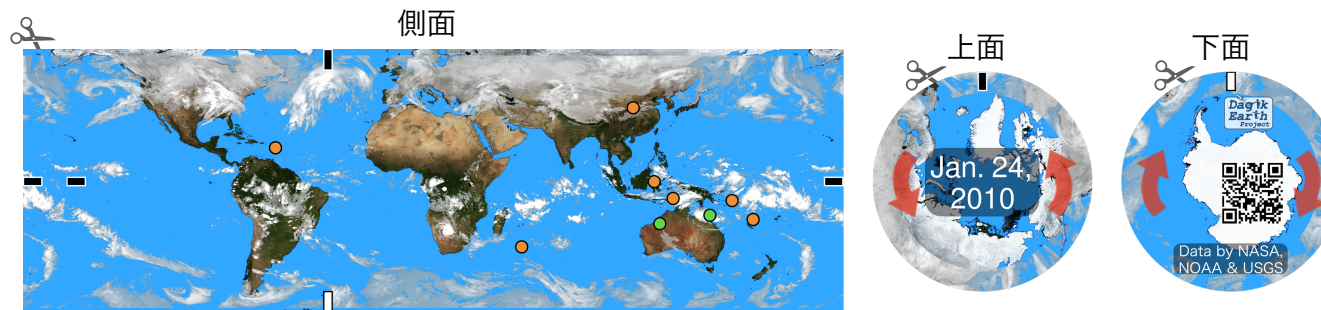 側面
上面
下面
Jan. 24,
2010
Dagik
Earth
Project
Data by NASA,
NOAA & USGS